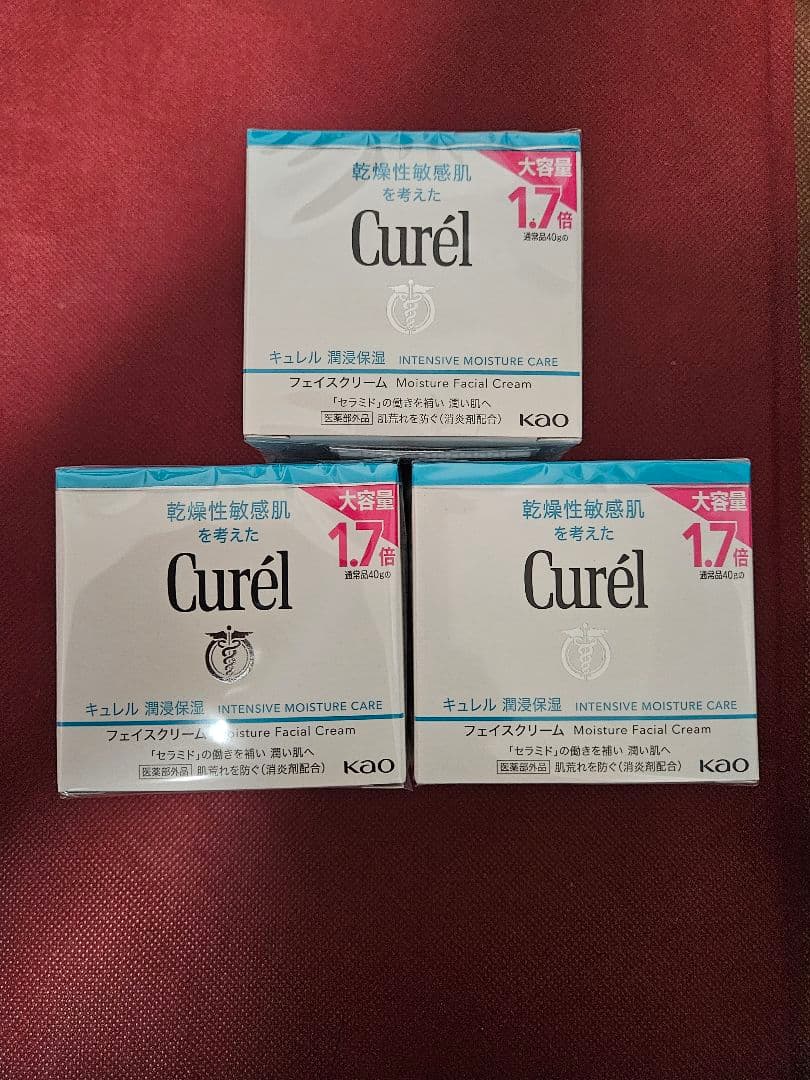 乾燥性敏感肌
を考えた
Curél
大容量
1.7倍
通常品40gの
キュレル 潤浸保湿 INTENSIVE MOISTURE CARE
フェイスクリーム Moisture Facial Cream
「セラミド」の働きを補い 潤い肌へ
医薬部外品 肌荒れを防ぐ(消炎剤配合)
Kao
乾燥性敏感肌
を考えた
Curél
大容量
1.7倍
通常品40gの
キュレル 潤浸保湿 INTENSIVE MOISTURE CARE
フェイスクリーム Moisture Facial Cream
「セラミド」の働きを補い 潤い肌へ
医薬部外品 肌荒れを防ぐ(消炎剤配合)
Kao
乾燥性敏感肌
を考えた
Curél
大容量
1.7倍
通常品40gの
キュレル 潤浸保湿 INTENSIVE MOISTURE CARE
フェイスクリーム Moisture Facial Cream
「セラミド」の働きを補い 潤い肌へ
医薬部外品 肌荒れを防ぐ(消炎剤配合)
Kao